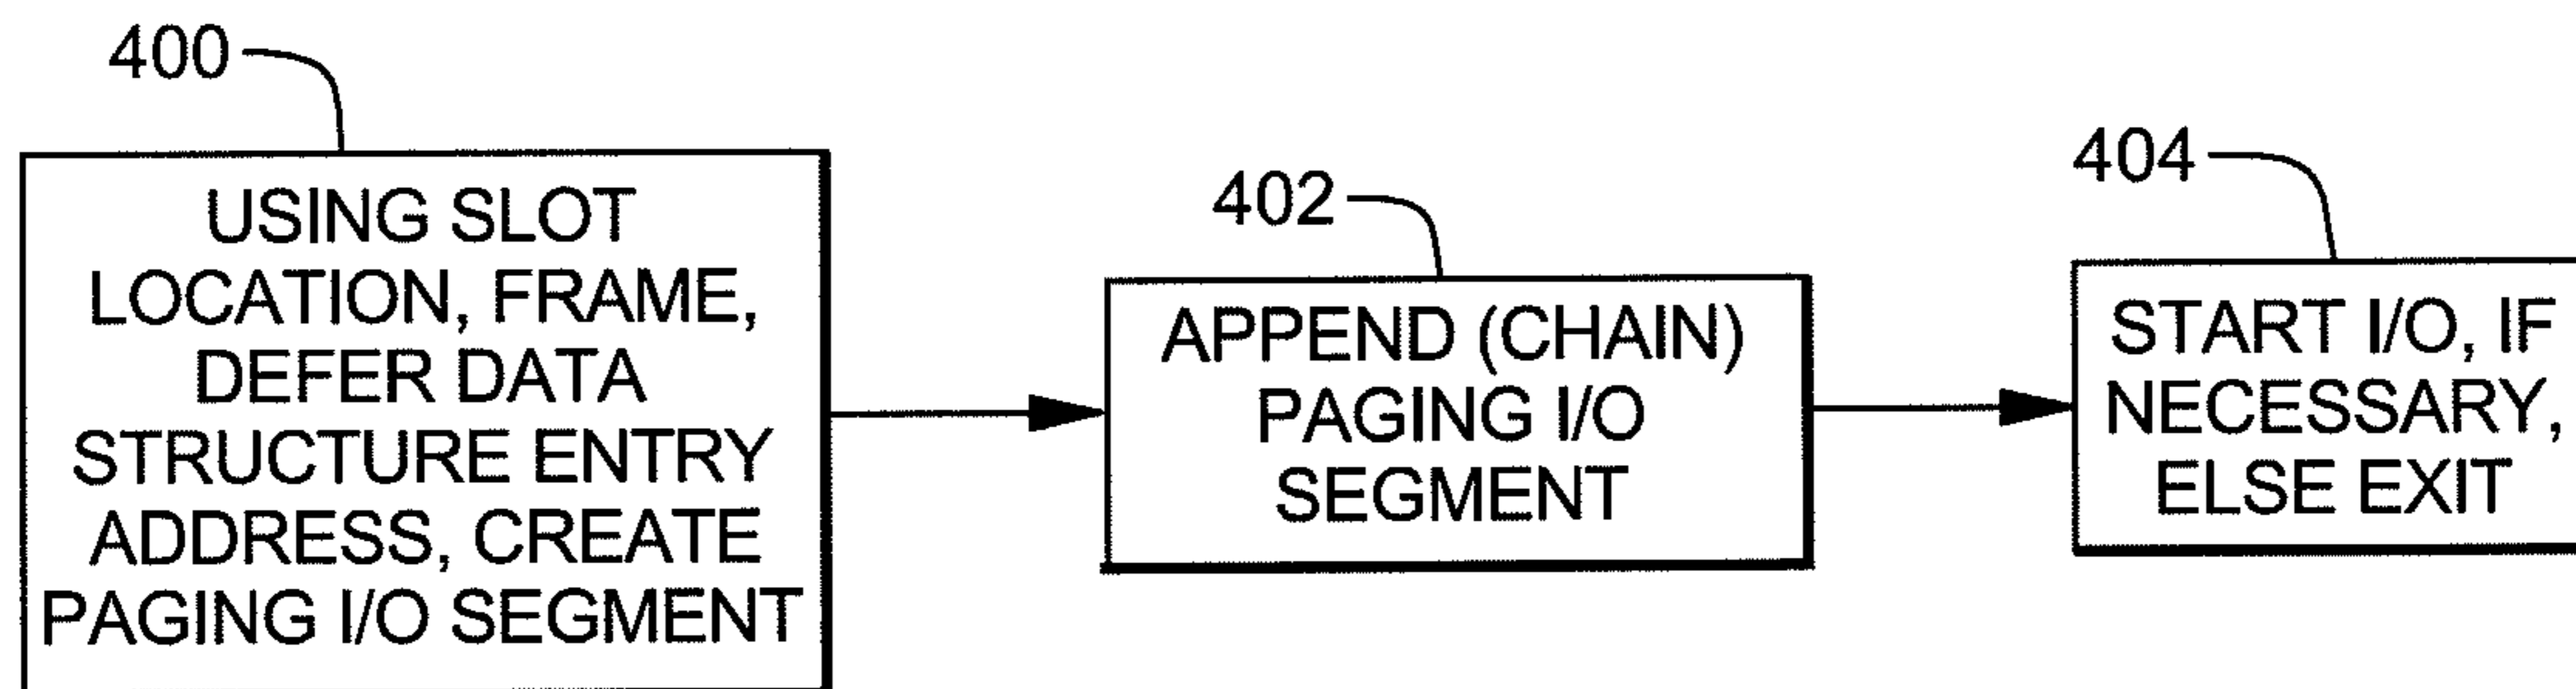 400
USING SLOT
LOCATION, FRAME,
DEFER DATA
STRUCTURE ENTRY
ADDRESS, CREATE
PAGING I/O SEGMENT
402
APPEND (CHAIN)
PAGING I/O
SEGMENT
404
START I/O, IF
NECESSARY,
ELSE EXIT